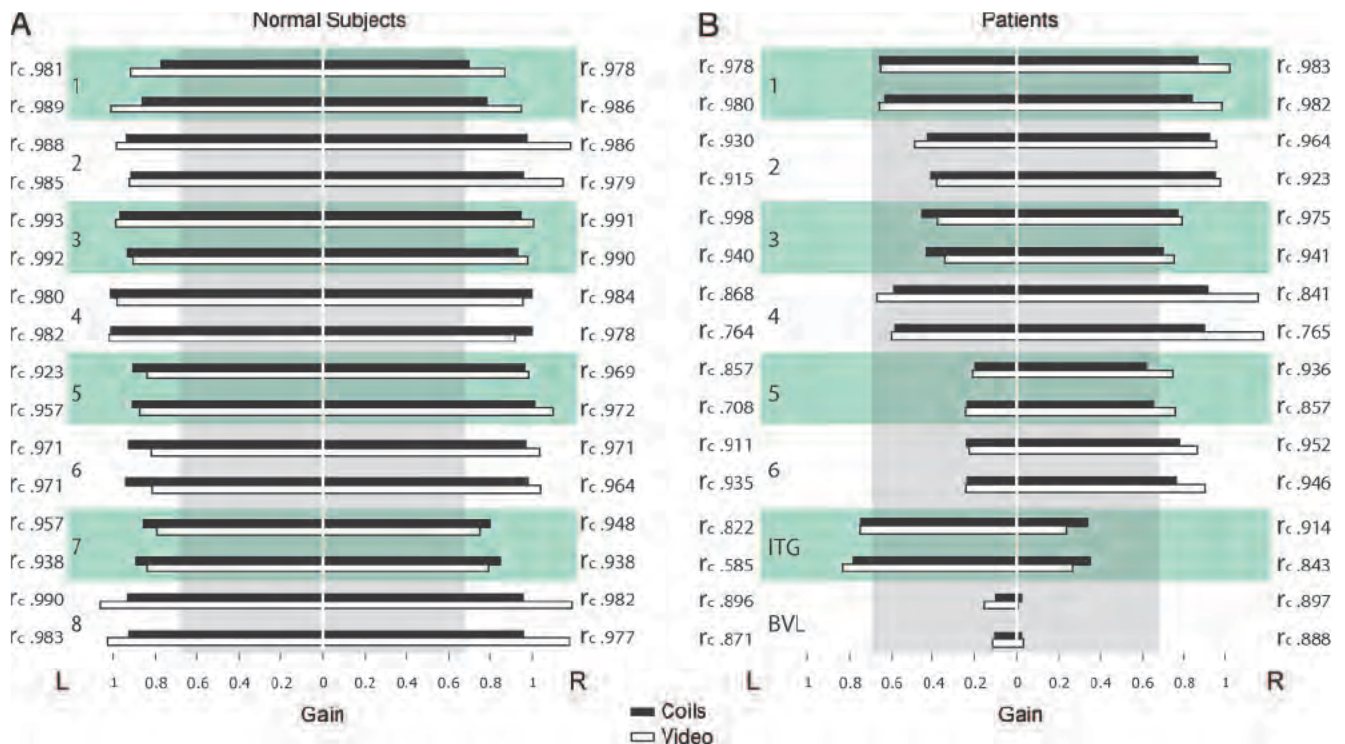 A Normal Subjects B Patients
rc.981 rc.978 rc.978 rc.983
1 1
rc.989 rc.986 rc.980 rc.982
rc.988 rc.986 rc.930 rc.964
2 2
rc.985 rc.979 rc.915 rc.923
rc.993 rc.991 rc.998 rc.975
3 3
rc.992 rc.990 rc.940 rc.941
rc.980 rc.984 rc.868 rc.841
4 4
rc.982 rc.978 rc.764 rc.765
rc.923 rc.969 rc.857 rc.936
5 5
rc.957 rc.972 rc.708 rc.857
rc.971 rc.971 rc.911 rc.952
6 6
rc.971 rc.964 rc.935 rc.946
rc.957 rc.948 rc.822 rc.914
7 ITG
rc.938 rc.938 rc.585 rc.843
rc.990 rc.982 rc.896 rc.897
8 BVL
rc.983 rc.977 rc.871 rc.888
L 1 0.8 0.6 0.4 0.2 0 0.2 0.4 0.6 0.8 1 R L 1 0.8 0.6 0.4 0.2 0 0.2 0.4 0.6 0.8 1 R
Gain Coils Gain
Video